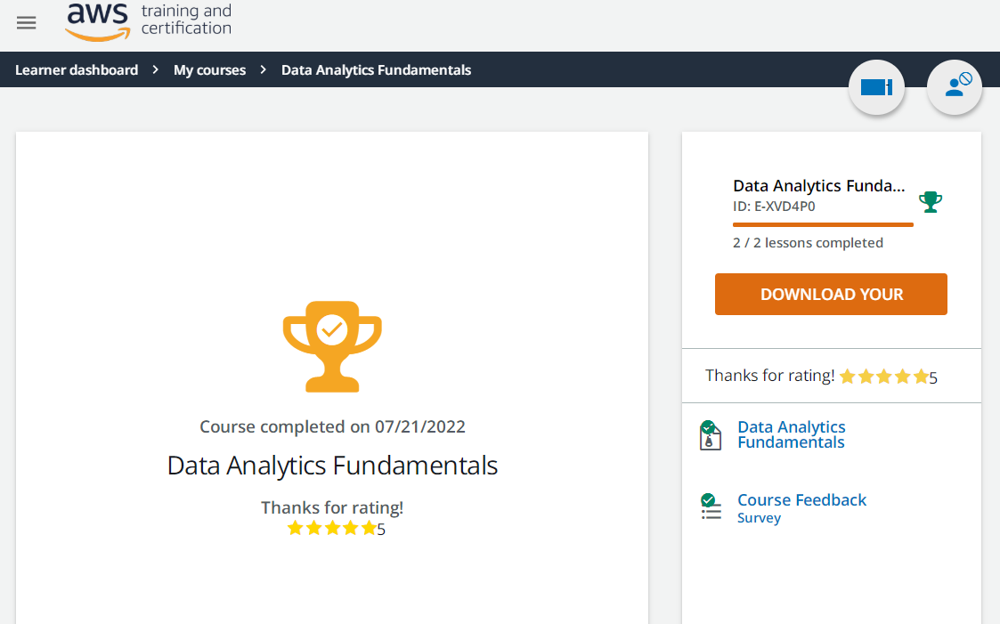 aws training and
certification
Learner dashboard > My courses > Data Analytics Fundamentals
Course completed on 07/21/2022
Data Analytics Fundamentals
Thanks for rating!
5
Data Analytics Funda...
ID: E-XVD4P0
2 / 2 lessons completed
DOWNLOAD YOUR
Thanks for rating! 5
Data Analytics
Fundamentals
Course Feedback
Survey